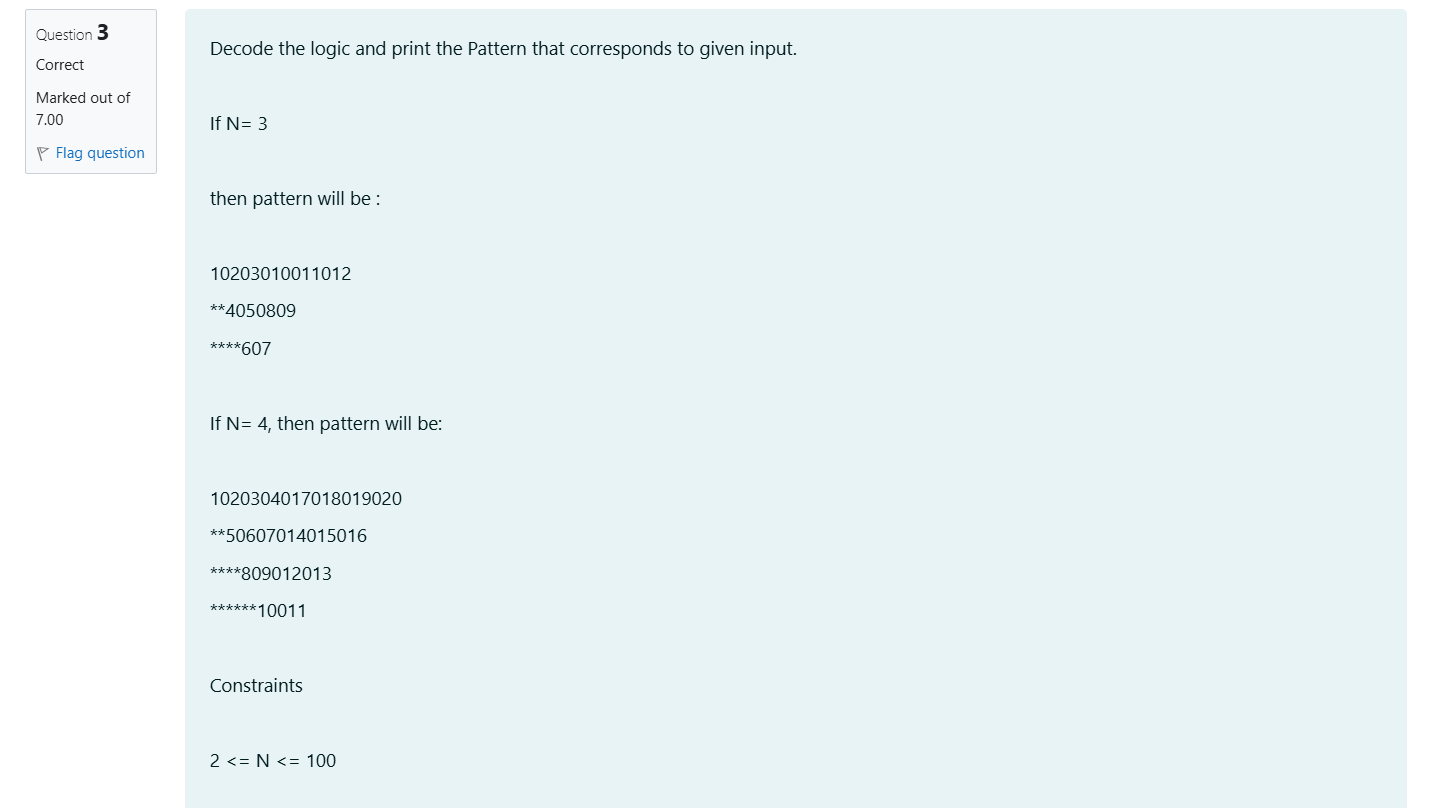 Question 3
Correct
Marked out of
7.00
Flag question
Decode the logic and print the Pattern that corresponds to given input.
If N= 3
then pattern will be :
10203010011012
**4050809
****607
If N= 4, then pattern will be:
1020304017018019020
**50607014015016
****809012013
******10011
Constraints
2 <= N <= 100